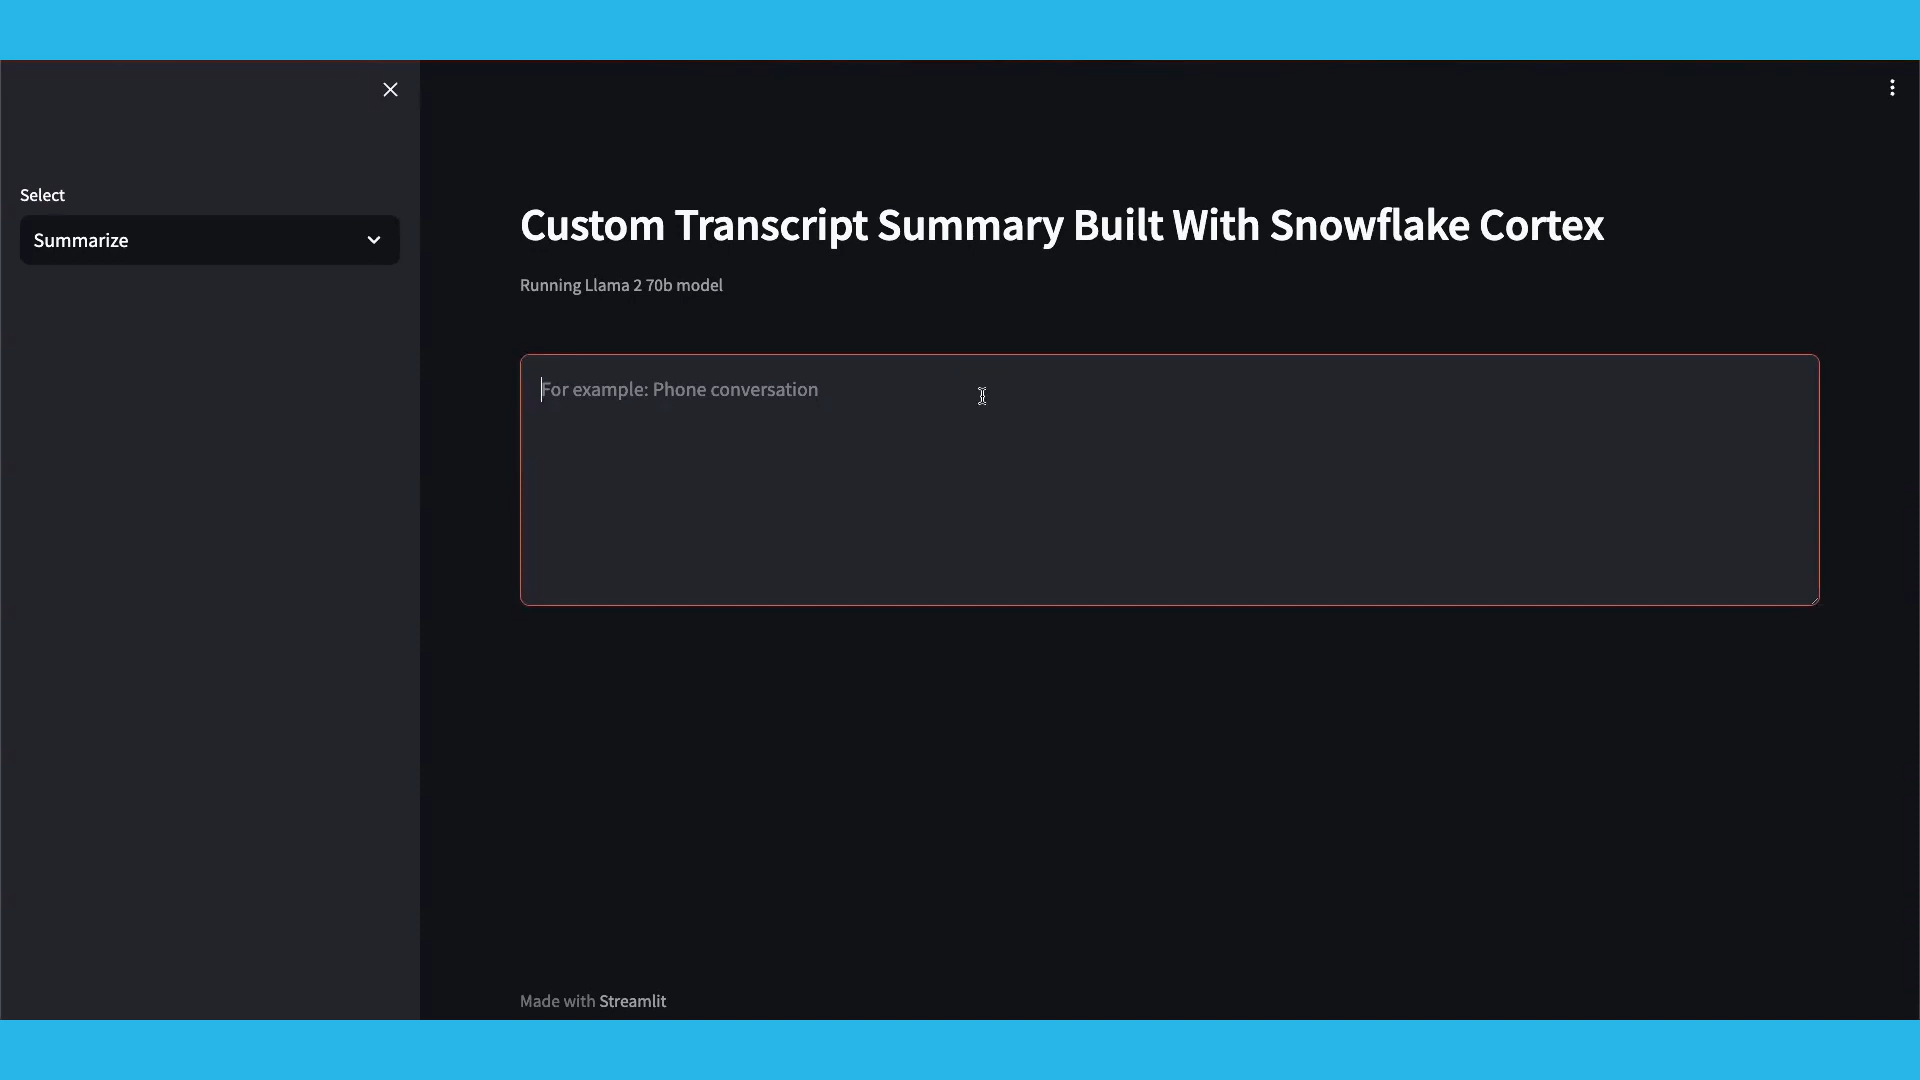 Select
Summarize
Custom Transcript Summary Built With Snowflake Cortex
Running Llama 2 70b model
For example: Phone conversation
Made with Streamlit